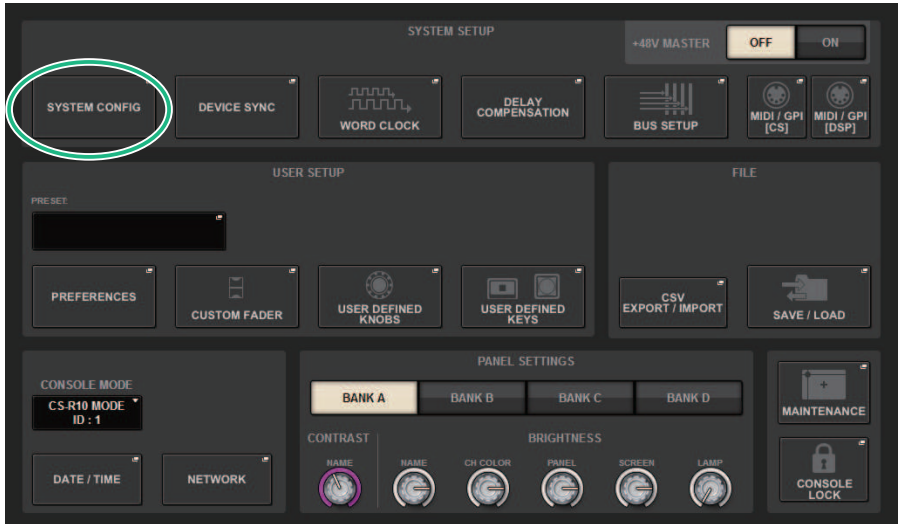 SYSTEM SETUP
+48V MASTER
OFF
ON
SYSTEM CONFIG
DEVICE SYNC
WORD CLOCK
DELAY
COMPENSATION
BUS SETUP
MIDI / GPI
[CS]
MIDI / GPI
[DSP]
USER SETUP
PRESET
PREFERENCES
CUSTOM FADER
USER DEFINED
KNOBS
USER DEFINED
KEYS
FILE
CSV
EXPORT / IMPORT
SAVE / LOAD
CONSOLE MODE
CS-R10 MODE
ID : 1
DATE / TIME
NETWORK
PANEL SETTINGS
BANK A
BANK B
BANK C
BANK D
CONTRAST
BRIGHTNESS
NAME
NAME
CH COLOR
PANEL
SCREEN
LAMP
MAINTENANCE
CONSOLE
LOCK